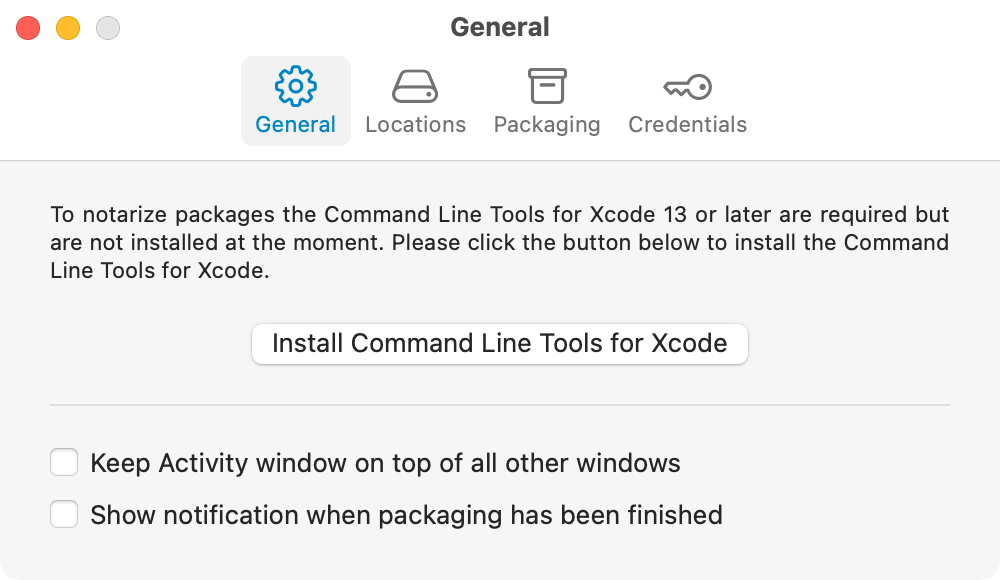 General
General
Locations
Packaging
Credentials
To notarize packages the Command Line Tools for Xcode 13 or later are required but
are not installed at the moment. Please click the button below to install the Command
Line Tools for Xcode.
Install Command Line Tools for Xcode
Keep Activity window on top of all other windows
Show notification when packaging has been finished